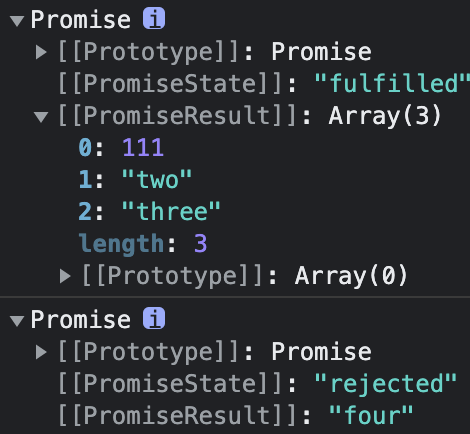 Promise i
[[Prototype]]: Promise
[[PromiseState]]: "fulfilled"
[[PromiseResult]]: Array(3)
0: 111
1: "two"
2: "three"
length: 3
[[Prototype]]: Array(0)
Promise i
[[Prototype]]: Promise
[[PromiseState]]: "rejected"
[[PromiseResult]]: "four"